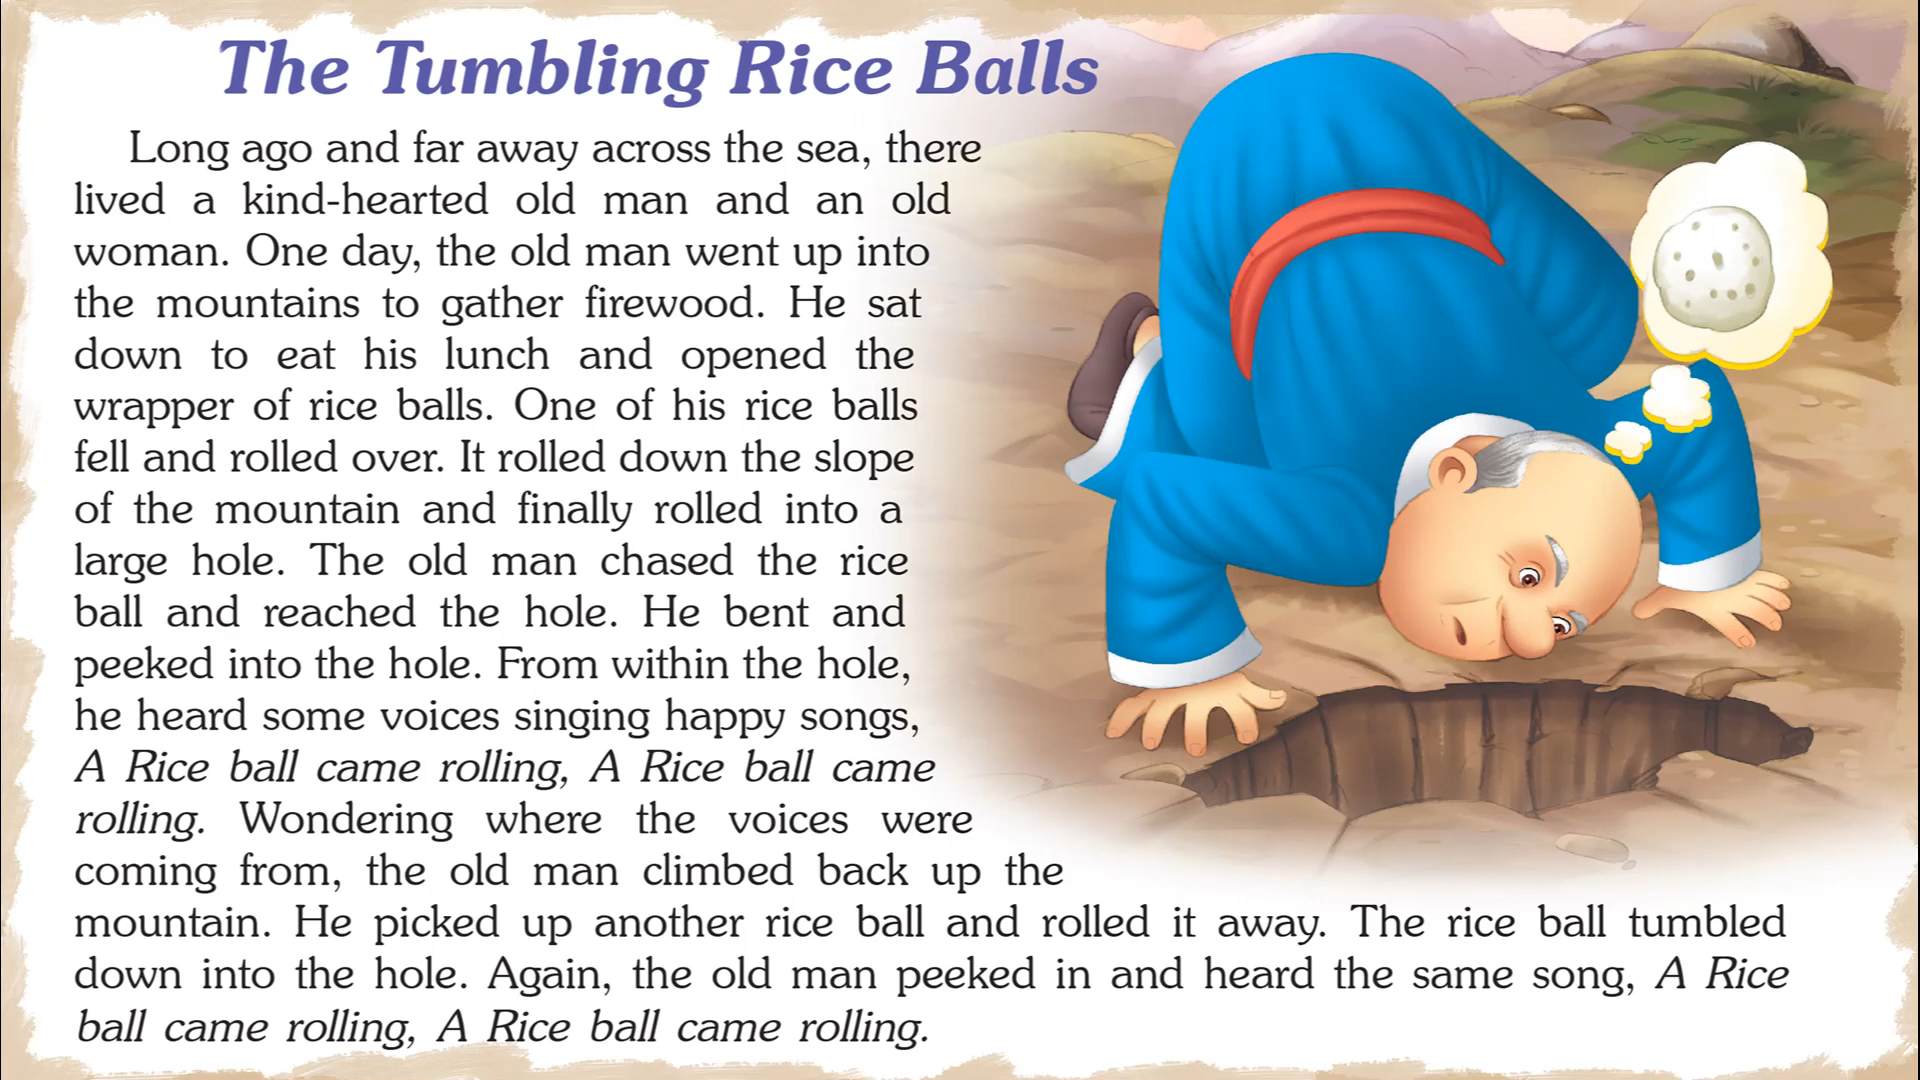 The Tumbling Rice Balls
Long ago and far away across the sea, there
lived a kind-hearted old man and an old
woman. One day, the old man went up into
the mountains to gather firewood. He sat
down to eat his lunch and opened the
wrapper of rice balls. One of his rice balls
fell and rolled over. It rolled down the slope
of the mountain and finally rolled into a
large hole. The old man chased the rice
ball and reached the hole. He bent and
peeked into the hole. From within the hole,
he heard some voices singing happy songs,
A Rice ball came rolling, A Rice ball came
rolling. Wondering where the voices were
coming from, the old man climbed back up the
mountain. He picked up another rice ball and rolled it away. The rice ball tumbled
down into the hole. Again, the old man peeked in and heard the same song, A Rice
ball came rolling, A Rice ball came rolling.